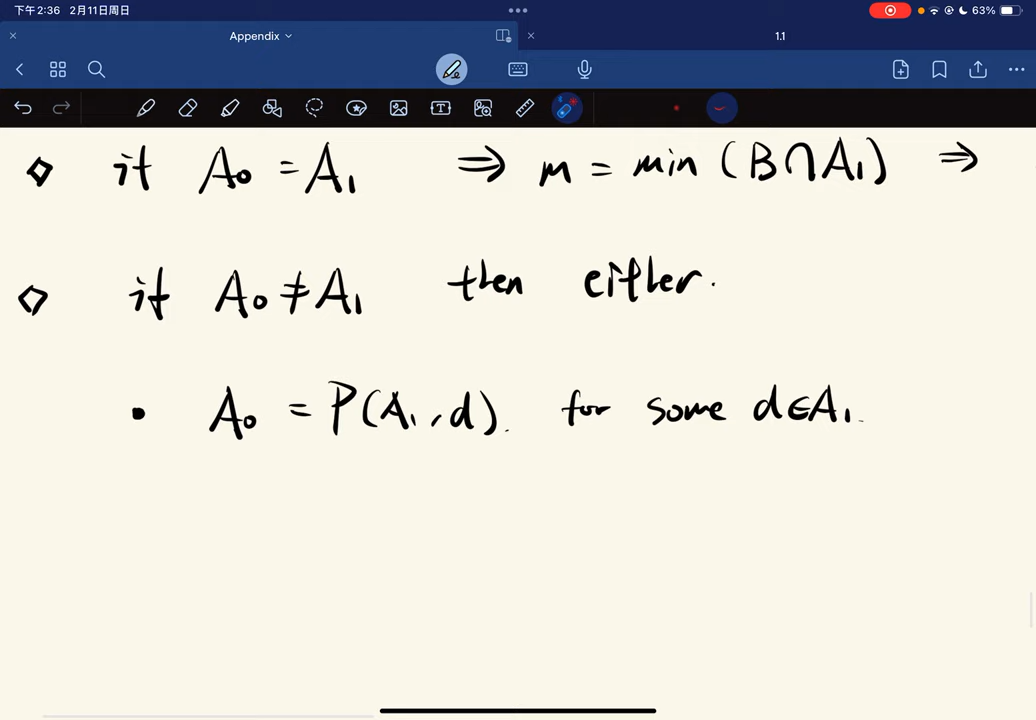 下午2:36 2月11日周日 63%
Appendix 1.1
◇ if A₀ = A₁ ⇒ m = min (B∩A₁) ⇒
◇ if A₀ ≠ A₁ then either.
• A₀ = P(A₁, d). for some d∈A₁.